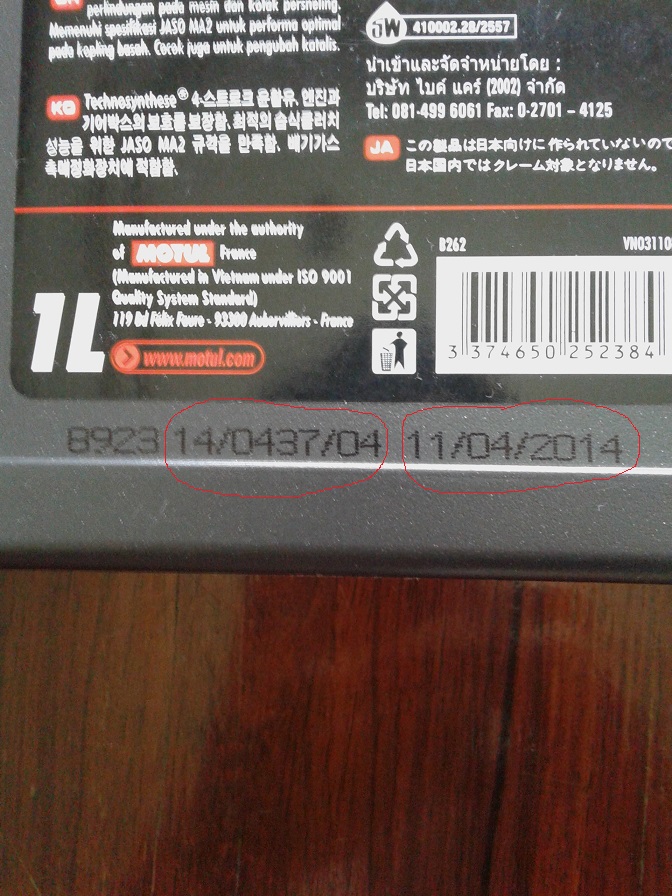 perlindungan pada mesin dan kotak persneling.
Memenuhi spesifikasi JASO MA2 untuk performa optimal
pada kopling basah. Cocok juga untuk pengubah katalis.
KO Technosynthese® 4-스트로크 윤활유. 엔진과
기어박스의 보호를 보장함. 최적의 습식클러치
성능을 위한 JASO MA2 규격을 만족함. 배기가스
촉매정화장치에 적합함.
410002.28/2557
นำเข้าและจัดจำหน่ายโดย :
บริษัท ไบค์ แคร์ (2002) จำกัด
Tel: 081-499 6061 Fax: 0-2701 - 4125
JA この製品は日本向けに作られていないので
日本国内ではクレーム対象となりません。
Manufactured under the authority
of MOTUL France
(Manufactured in Vietnam under ISO 9001
Quality System Standard)
119 Bd Félix Faure - 93300 Aubervilliers - France
1L
www.motul.com
B262
VN03110
3 374650 252384
8923 14/0437/04 11/04/2014